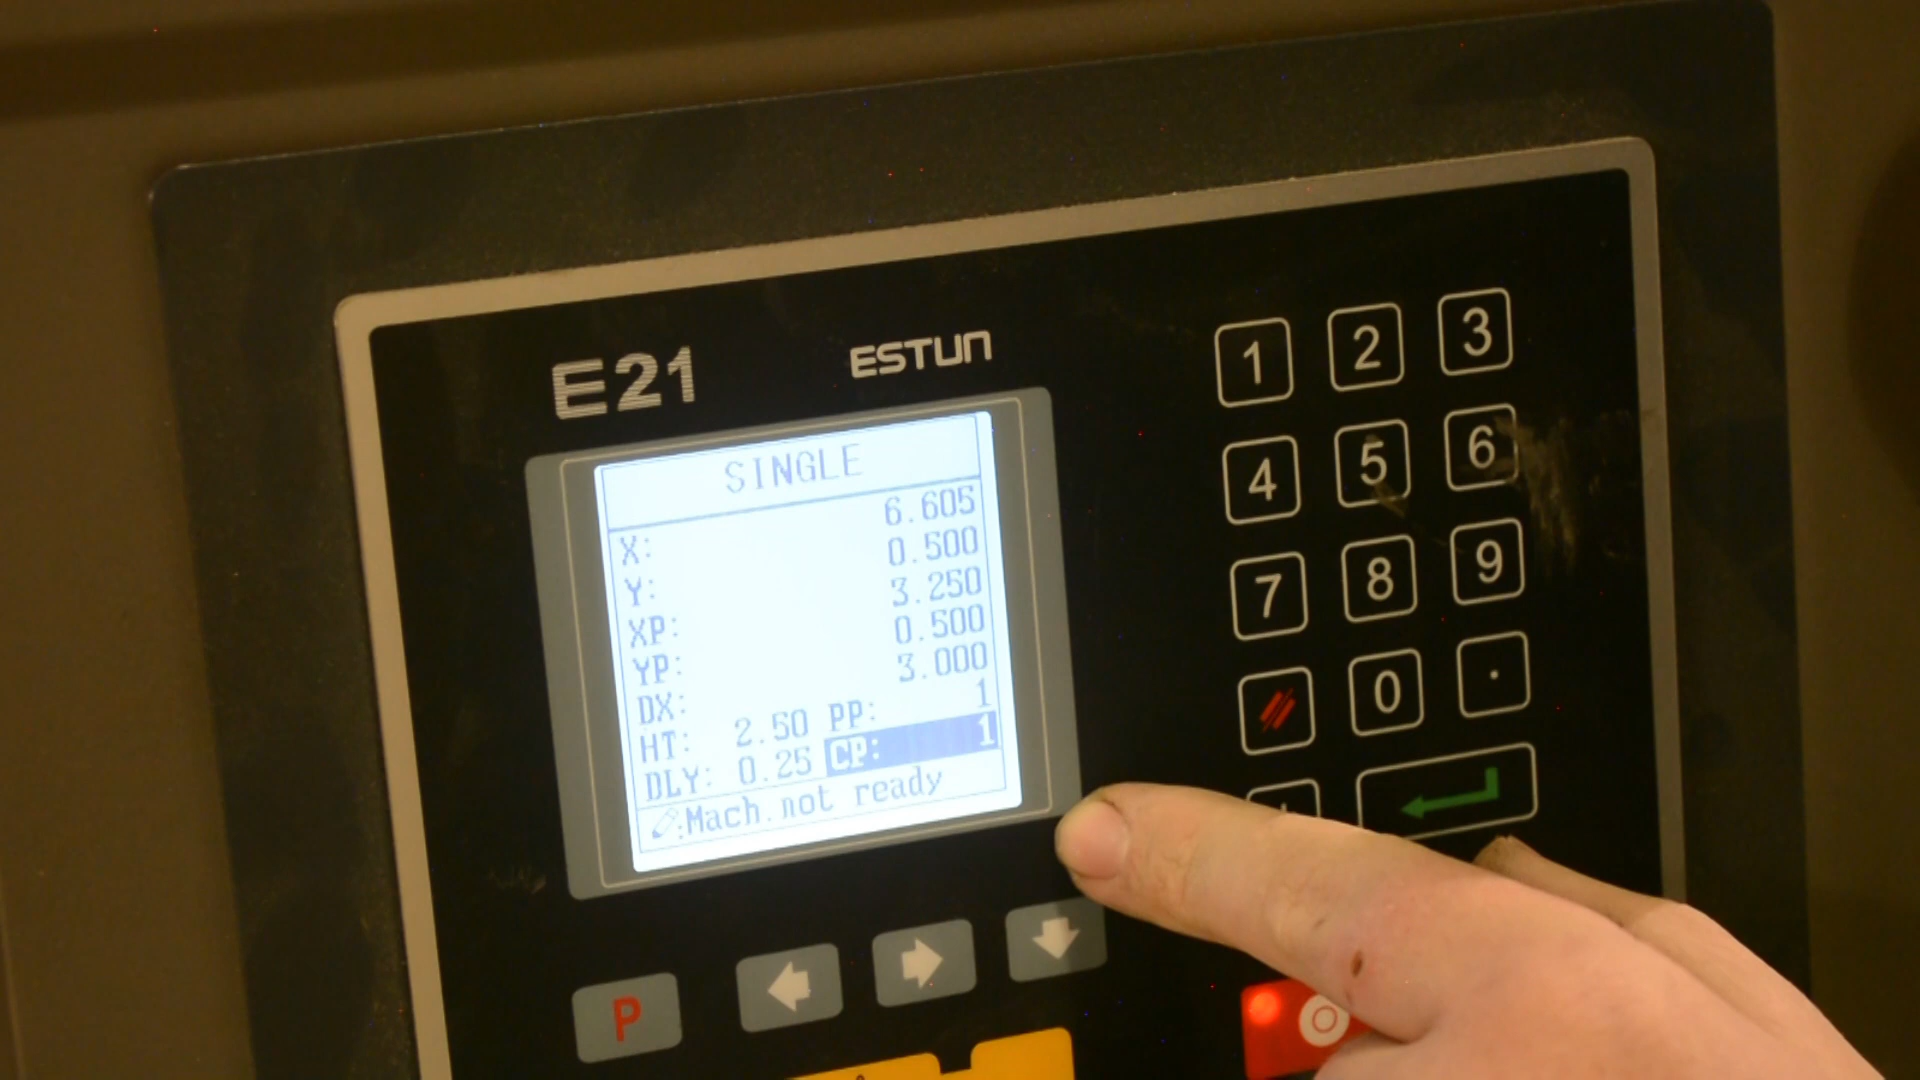 E21 ESTUN
SINGLE
X: 6.605
Y: 0.500
XP: 3.250
YP: 0.500
DX: 3.000
HT: 2.50 PP: 1
DLY: 0.25 CP: 1
:Mach.not ready
1 2 3
4 5 6
7 8 9
0 .
P